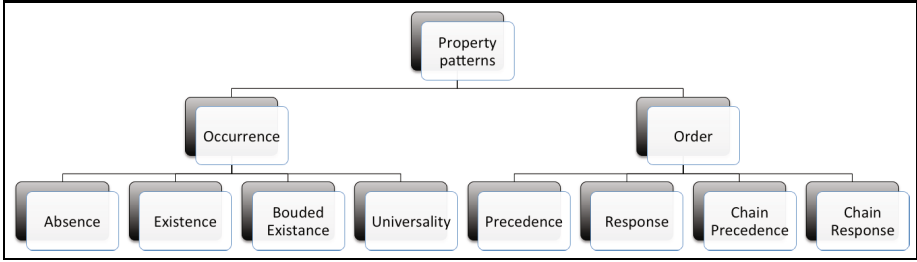 Property
patterns
Occurrence
Order
Absence
Existence
Bouded
Existance
Universality
Precedence
Response
Chain
Precedence
Chain
Response